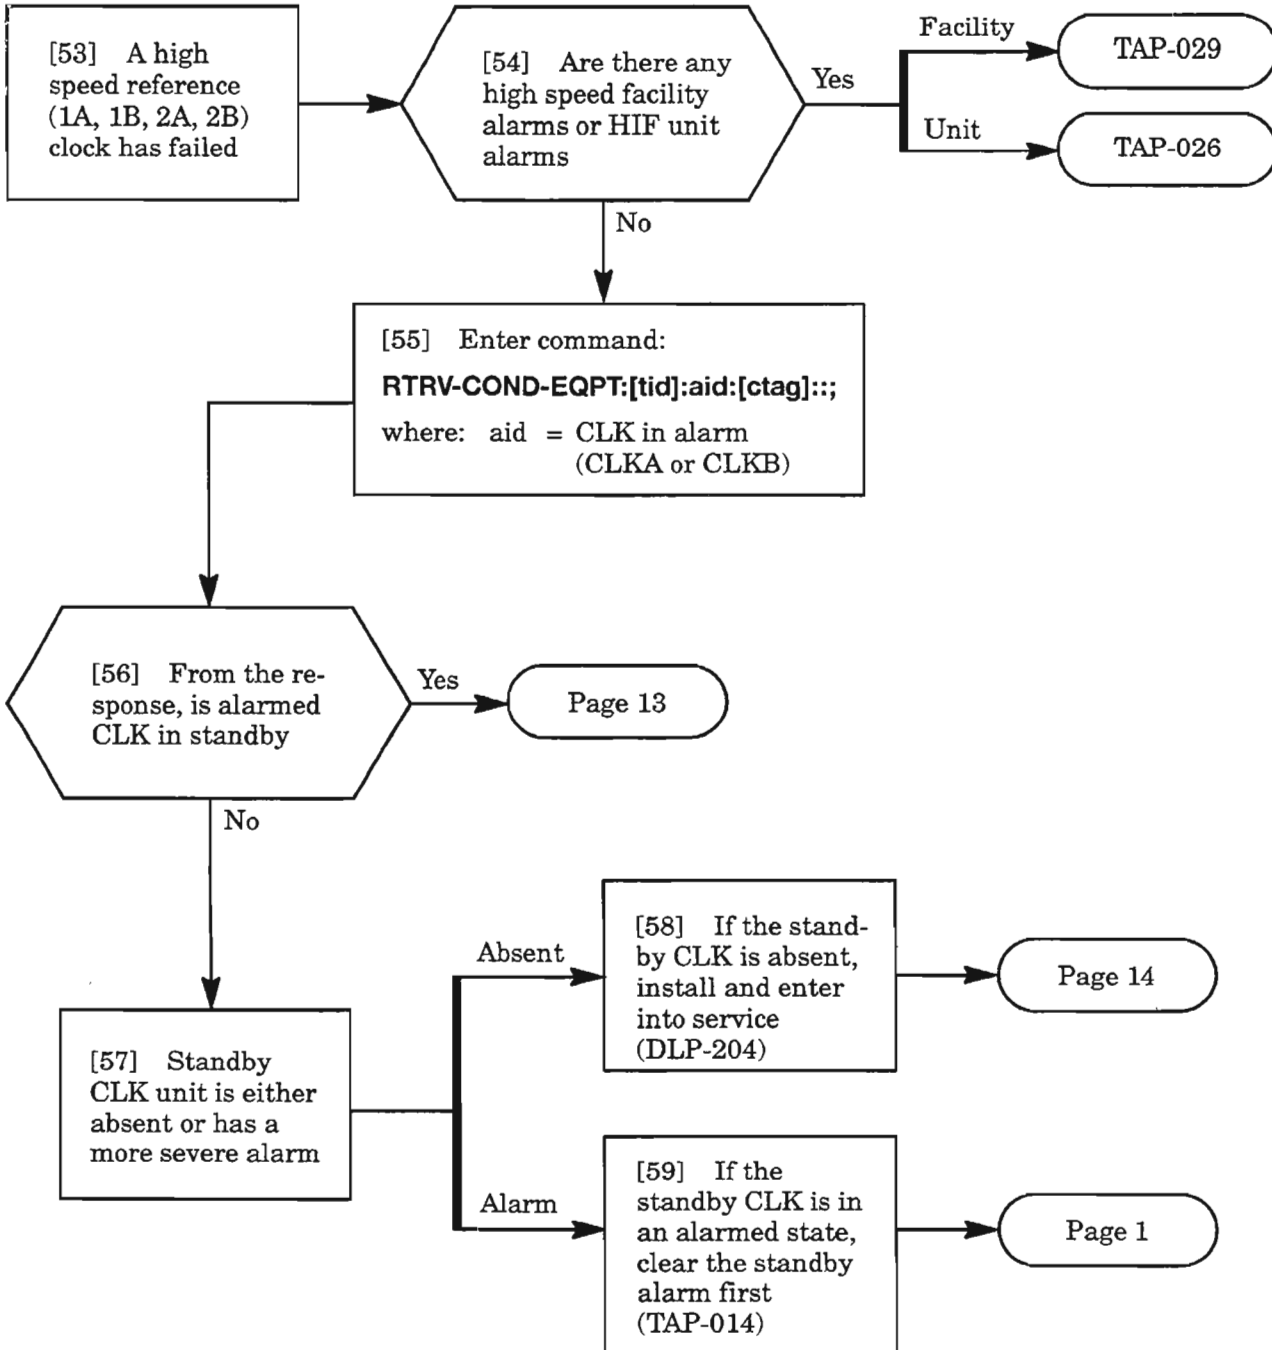 [53] A high
speed reference
(1A, 1B, 2A, 2B)
clock has failed
[54] Are there any
high speed facility
alarms or HIF unit
alarms
Yes
Facility
TAP-029
Unit
TAP-026
No
[55] Enter command:
RTRV-COND-EQPT:[tid]:aid:[ctag]::;
where: aid = CLK in alarm
(CLKA or CLKB)
[56] From the re-
sponse, is alarmed
CLK in standby
Yes
Page 13
No
[57] Standby
CLK unit is either
absent or has a
more severe alarm
Absent
[58] If the stand-
by CLK is absent,
install and enter
into service
(DLP-204)
Page 14
Alarm
[59] If the
standby CLK is in
an alarmed state,
clear the standby
alarm first
(TAP-014)
Page 1